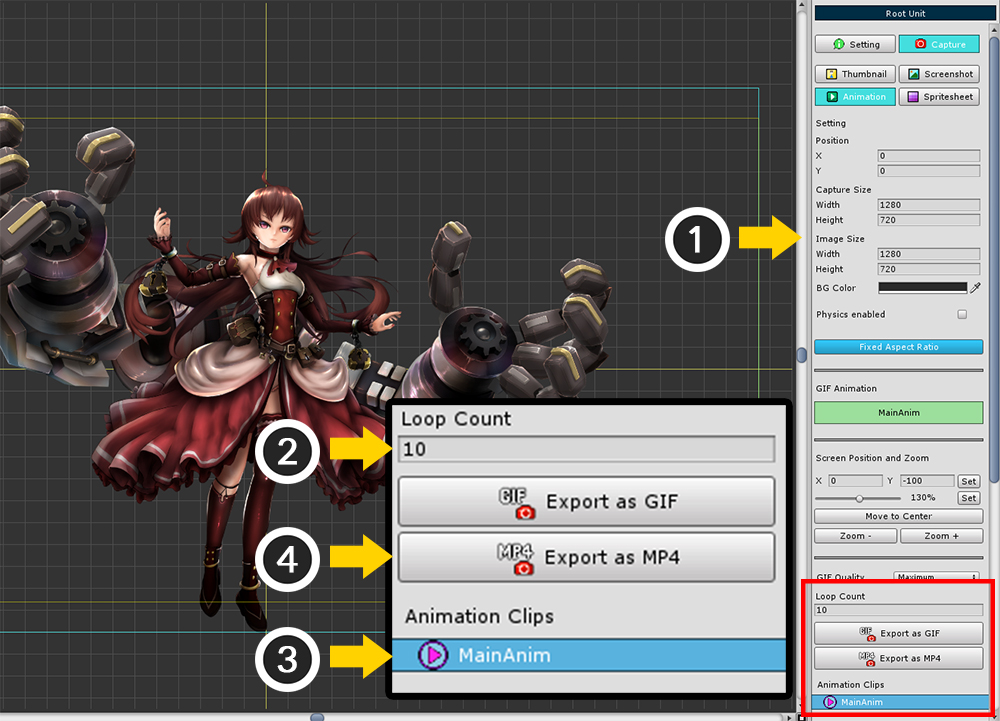 Root Unit
Setting
Capture
Thumbnail
Screenshot
Animation
Spritesheet
Setting
Position
X 0
Y 0
Capture Size
Width 1280
Height 720
Image Size
Width 1280
Height 720
BG Color
Physics enabled
Fixed Aspect Ratio
GIF Animation
MainAnim
Screen Position and Zoom
X 0 Y -100 Set
130% Set
Move to Center
Zoom - Zoom +
GIF Quality Maximum
Loop Count
10
GIF Export as GIF
MP4 Export as MP4
Animation Clips
MainAnim
1
2
4
3
Loop Count
10
GIF Export as GIF
MP4 Export as MP4
Animation Clips
MainAnim